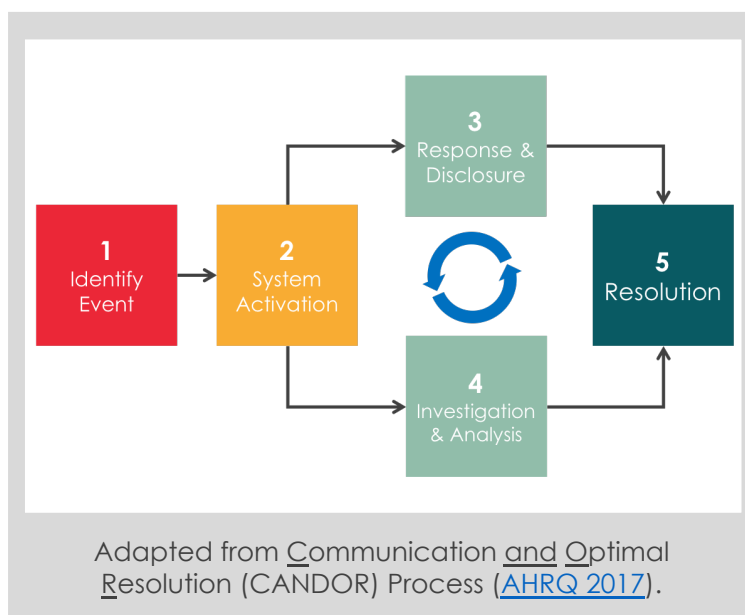 1
Identify
Event
2
System
Activation
3
Response &
Disclosure
4
Investigation
& Analysis
5
Resolution
Adapted from Communication and Optimal
Resolution (CANDOR) Process (AHRQ 2017).